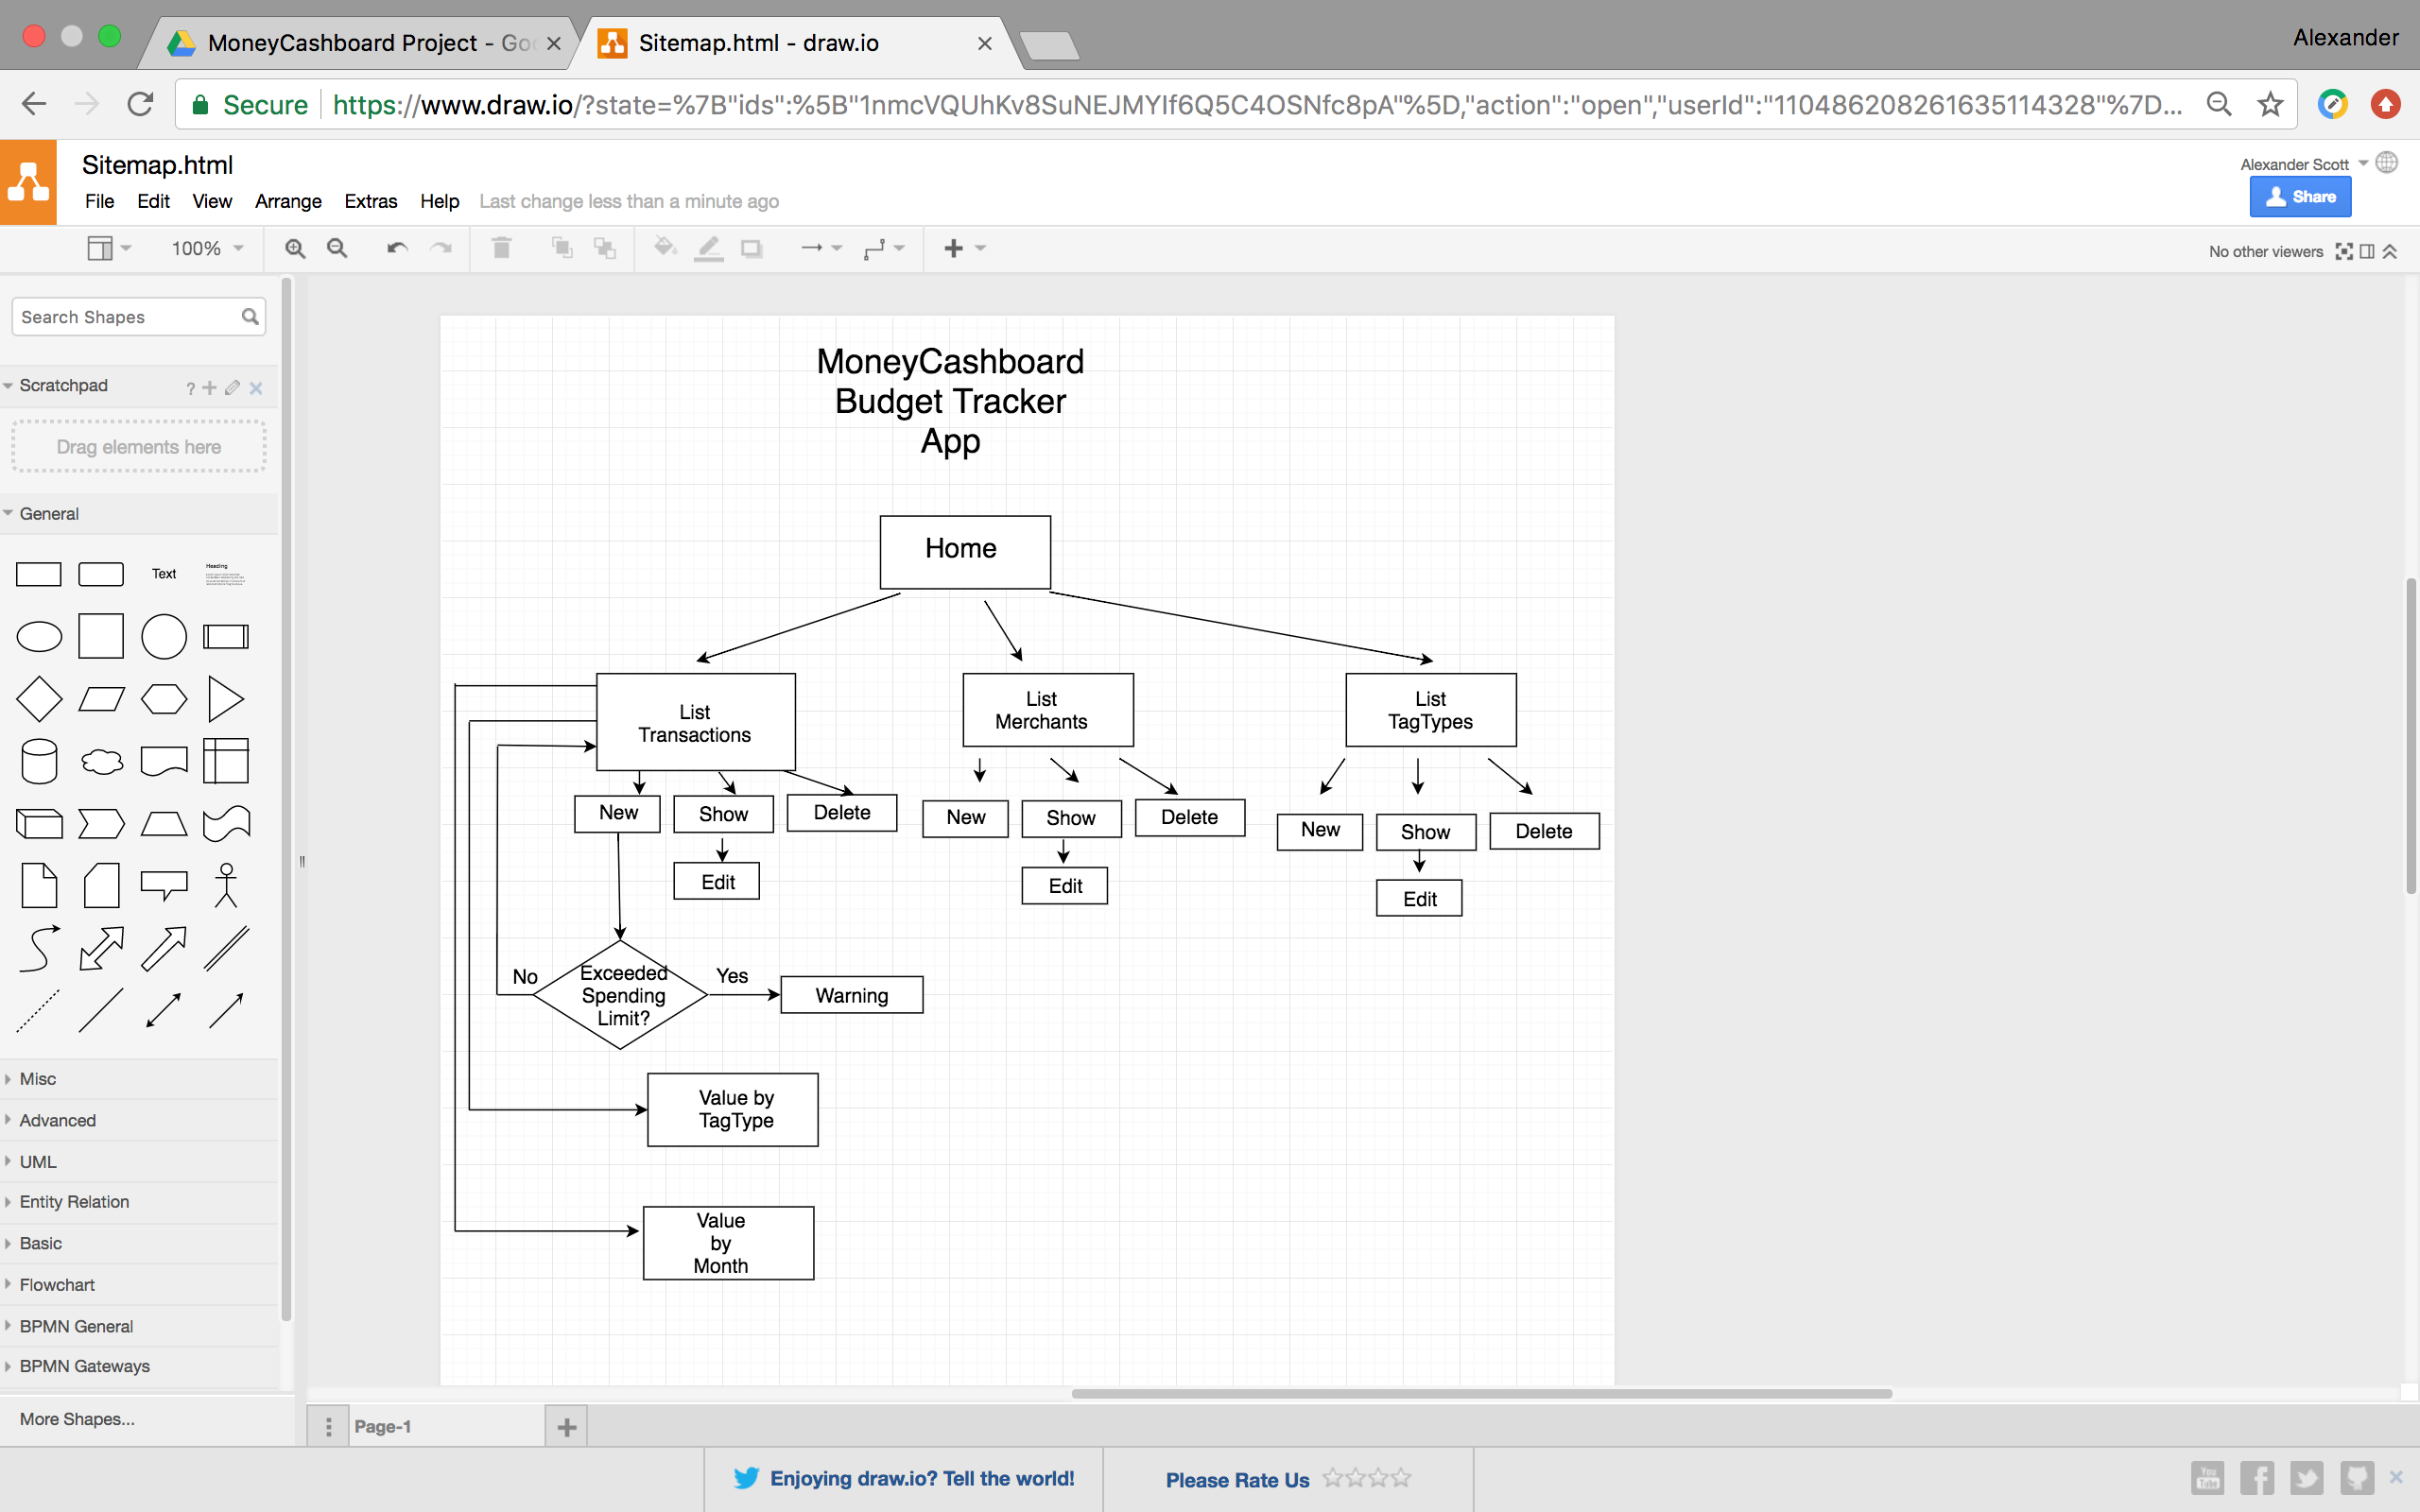 Alexander
MoneyCashboard Project - Goo
Sitemap.html - draw.io
Secure
https://www.draw.io/?state=%7B"ids":%5B"1nmcVQUhKv8SuNEJMYIf6Q5C4OSNfc8pA"%5D,"action":"open","userId":"110486208261635114328"%7D...
Sitemap.html
Alexander Scott
File Edit View Arrange Extras Help Last change less than a minute ago
Share
100%
No other viewers
Search Shapes
Scratchpad
?
Drag elements here
General
Text
Heading
Misc
Advanced
UML
Entity Relation
Basic
Flowchart
BPMN General
BPMN Gateways
More Shapes...
MoneyCashboard
Budget Tracker
App
Home
List
Transactions
List
Merchants
List
TagTypes
New
Show
Delete
New
Show
Delete
New
Show
Delete
Edit
Edit
Edit
No
Exceeded
Spending
Limit?
Yes
Warning
Value by
TagType
Value
by
Month
Page-1
Enjoying draw.io? Tell the world!
Please Rate Us
You
Tube